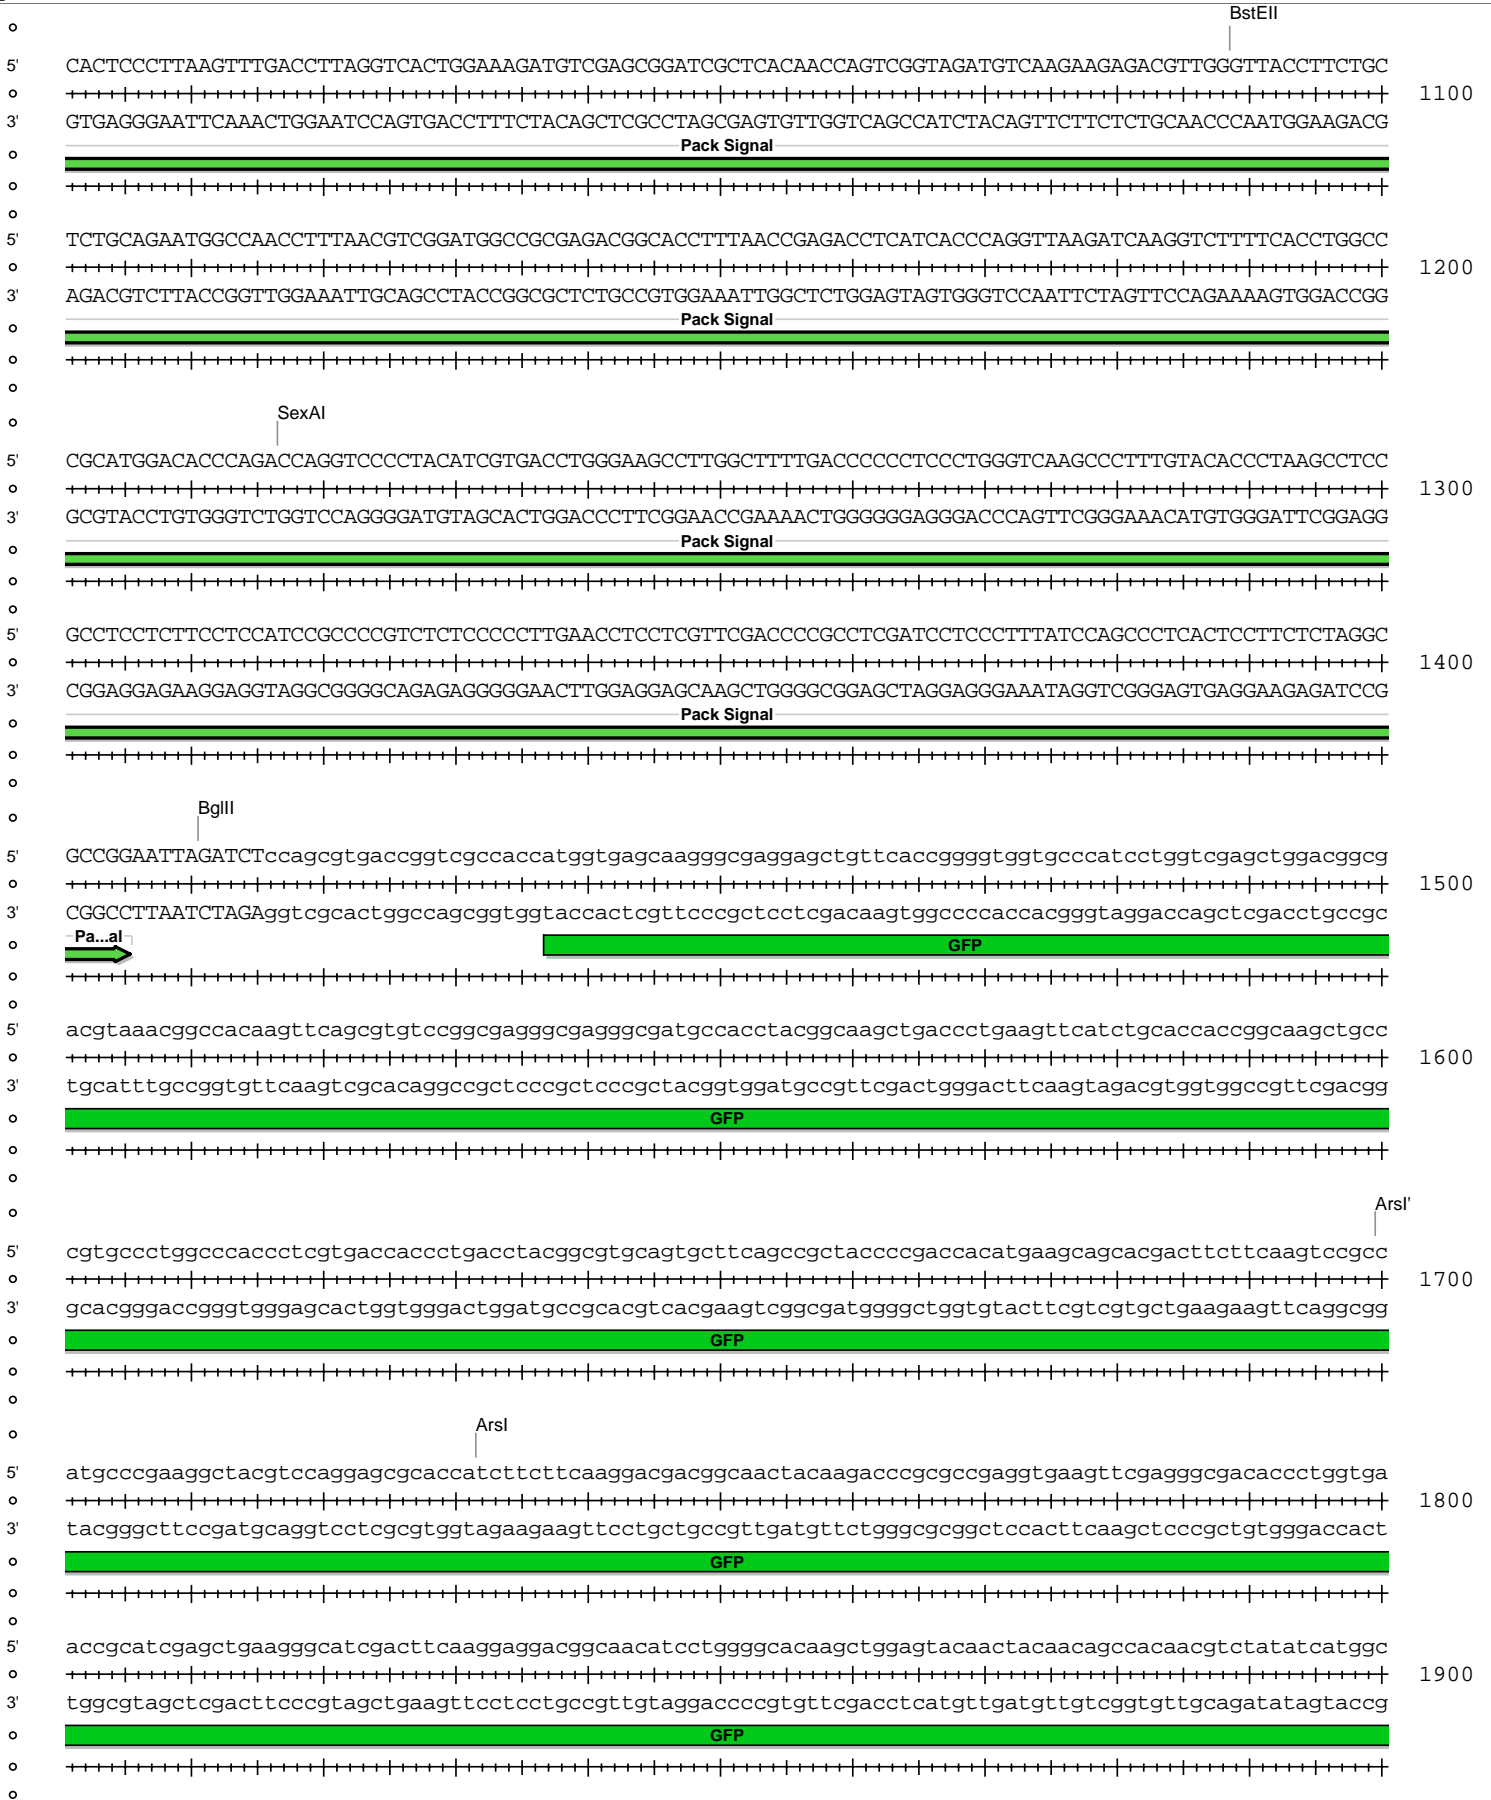 BstEII
5' CACTCCCTTAAGTTTGACCTTAGGTCACTGGAAAGATGTCGAGCGGATCGCTCACAACCAGTCGGTAGATGTCAAGAAGAGACGTTGGGTTACCTTCTGC
1100
3' GTGAGGGAATTCAAACTGGAATCCAGTGACCTTTCTACAGCTCGCCTAGCGAGTGTTGGTCAGCCATCTACAGTTCTTCTCTGCAACCCAATGGAAGACG
Pack Signal
5' TCTGCAGAATGGCCAACCTTTAACGTCGGATGGCCGCGAGACGGCACCTTTAACCGAGACCTCATCACCCAGGTTAAGATCAAGGTCTTTTCACCTGGCC
1200
3' AGACGTCTTACCGGTTGGAAATTGCAGCCTACCGGCGCTCTGCCGTGGAAATTGGCTCTGGAGTAGTGGGTCCAATTCTAGTTCCAGAAAAGTGGACCGG
Pack Signal
SexAI
5' CGCATGGACACCCAGACCAGGTCCCCTACATCGTGACCTGGGAAGCCTTGGCTTTTGACCCCCCTCCCTGGGTCAAGCCCTTTGTACACCCTAAGCCTCC
1300
3' GCGTACCTGTGGGTCTGGTCCAGGGGATGTAGCACTGGACCCTTCGGAACCGAAAACTGGGGGGAGGGACCCAGTTCGGGAAACATGTGGGATTCGGAGG
Pack Signal
5' GCCTCCTCTTCCTCCATCCGCCCCGTCTCTCCCCCTTGAACCTCCTCGTTCGACCCCGCCTCGATCCTCCCTTTATCCAGCCCTCACTCCTTCTCTAGGC
1400
3' CGGAGGAGAAGGAGGTAGGCGGGGCAGAGAGGGGGAACTTGGAGGAGCAAGCTGGGGCGGAGCTAGGAGGGAAATAGGTCGGGAGTGAGGAAGAGATCCG
Pack Signal
BglII
5' GCCGGAATTAGATCTccagcgtgaccggtcgccaccatggtgagcaagggcgaggagctgttcaccggggtggtgcccatcctggtcgagctggacggcg
1500
3' CGGCCTTAATCTAGAggtcgcactggccagcggtggtaccactcgttcccgctcctcgacaagtggccccaccacgggtaggaccagctcgacctgccgc
Pa...al GFP
5' acgtaaacggccacaagttcagcgtgtccggcgagggcgagggcgatgccacctacggcaagctgaccctgaagttcatctgcaccaccggcaagctgcc
1600
3' tgcatttgccggtgttcaagtcgcacaggccgctcccgctcccgctacggtggatgccgttcgactgggacttcaagtagacgtggtggccgttcgacgg
GFP
ArsI'
5' cgtgccctggcccaccctcgtgaccaccctgacctacggcgtgcagtgcttcagccgctaccccgaccacatgaagcagcacgacttcttcaagtccgcc
1700
3' gcacgggaccgggtgggagcactggtgggactggatgccgcacgtcacgaagtcggcgatggggctggtgtacttcgtcgtgctgaagaagttcaggcgg
GFP
ArsI
5' atgcccgaaggctacgtccaggagcgcaccatcttcttcaaggacgacggcaactacaagacccgcgccgaggtgaagttcgagggcgacaccctggtga
1800
3' tacgggcttccgatgcaggtcctcgcgtggtagaagaagttcctgctgccgttgatgttctgggcgcggctccacttcaagctcccgctgtgggaccact
GFP
5' accgcatcgagctgaagggcatcgacttcaaggaggacggcaacatcctggggcacaagctggagtacaactacaacagccacaacgtctatatcatggc
1900
3' tggcgtagctcgacttcccgtagctgaagttcctcctgccgttgtaggaccccgtgttcgacctcatgttgatgttgtcggtgttgcagatatagtaccg
GFP